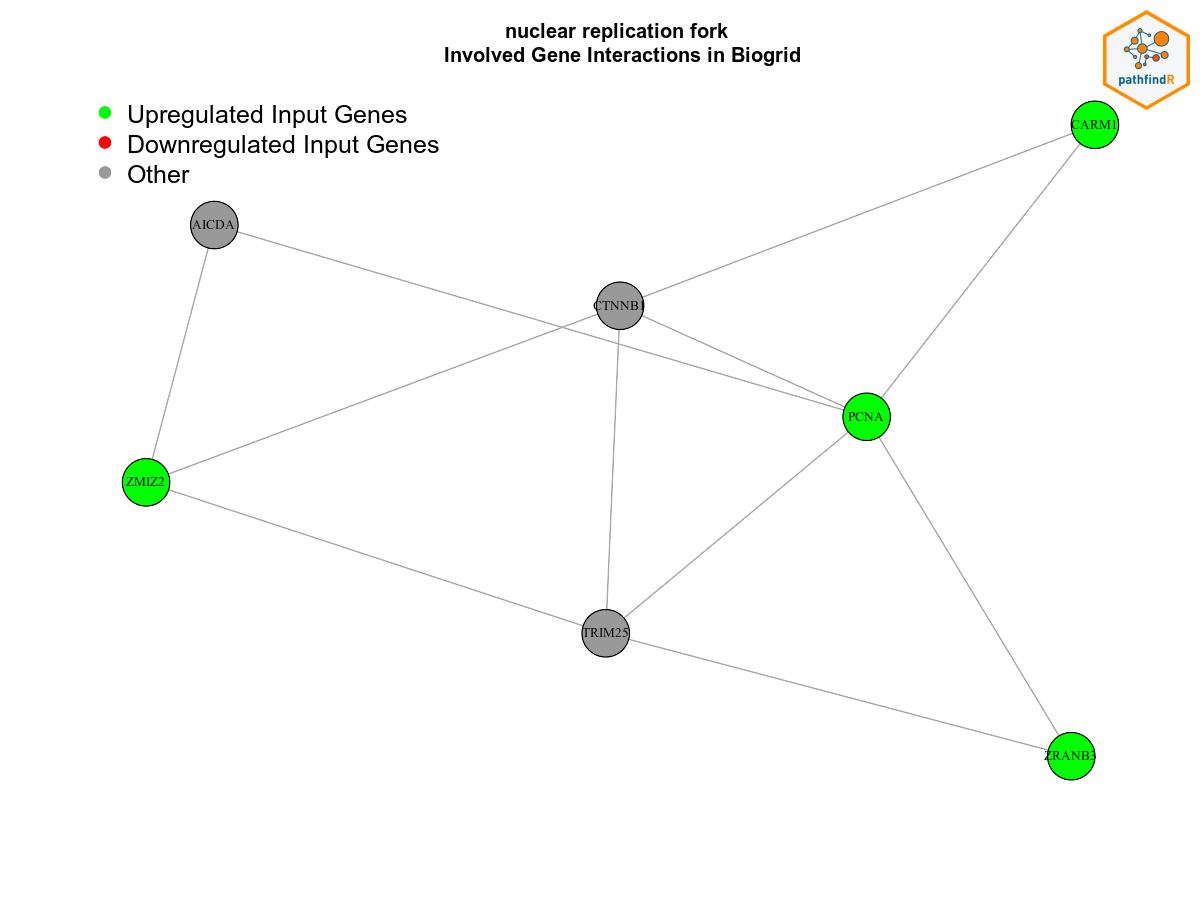 nuclear replication fork
Involved Gene Interactions in Biogrid
pathfindR
Upregulated Input Genes
Downregulated Input Genes
Other
CARM1
AICDA
CTNNB1
PCNA
ZMIZ2
TRIM25
ZRANB3